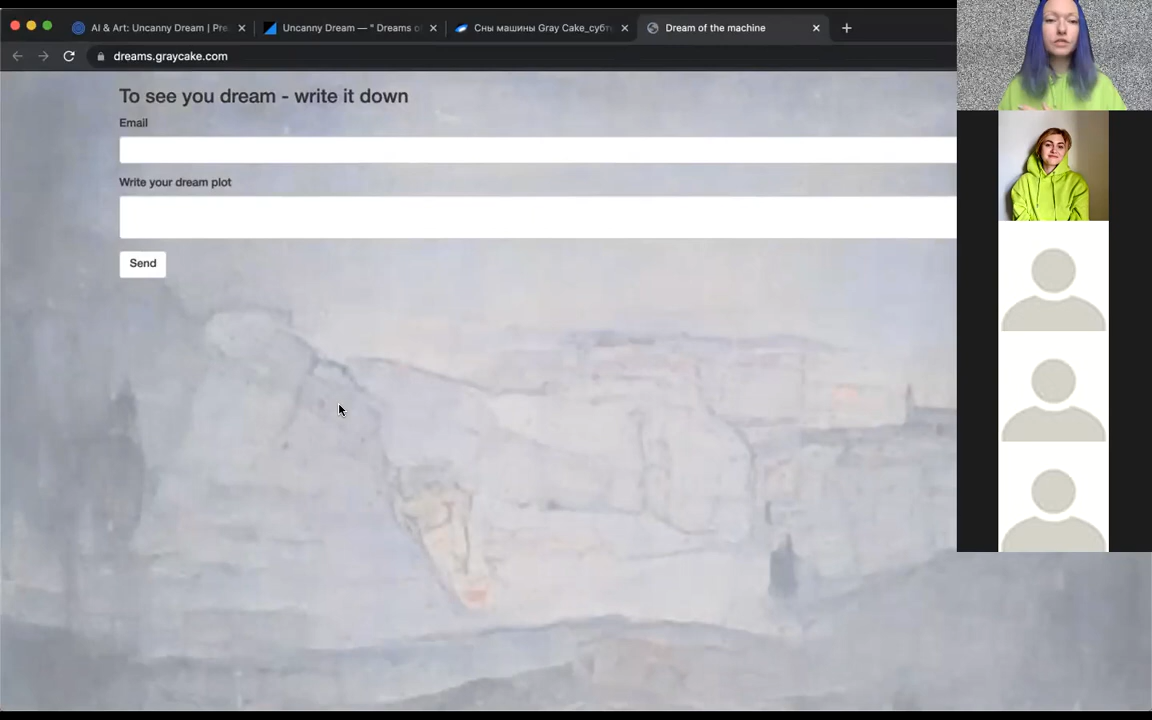 AI & Art: Uncanny Dream | Pre
Uncanny Dream — " Dreams o
Сны машины Gray Cake_субт
Dream of the machine
dreams.graycake.com
To see you dream - write it down
Email
Write your dream plot
Send